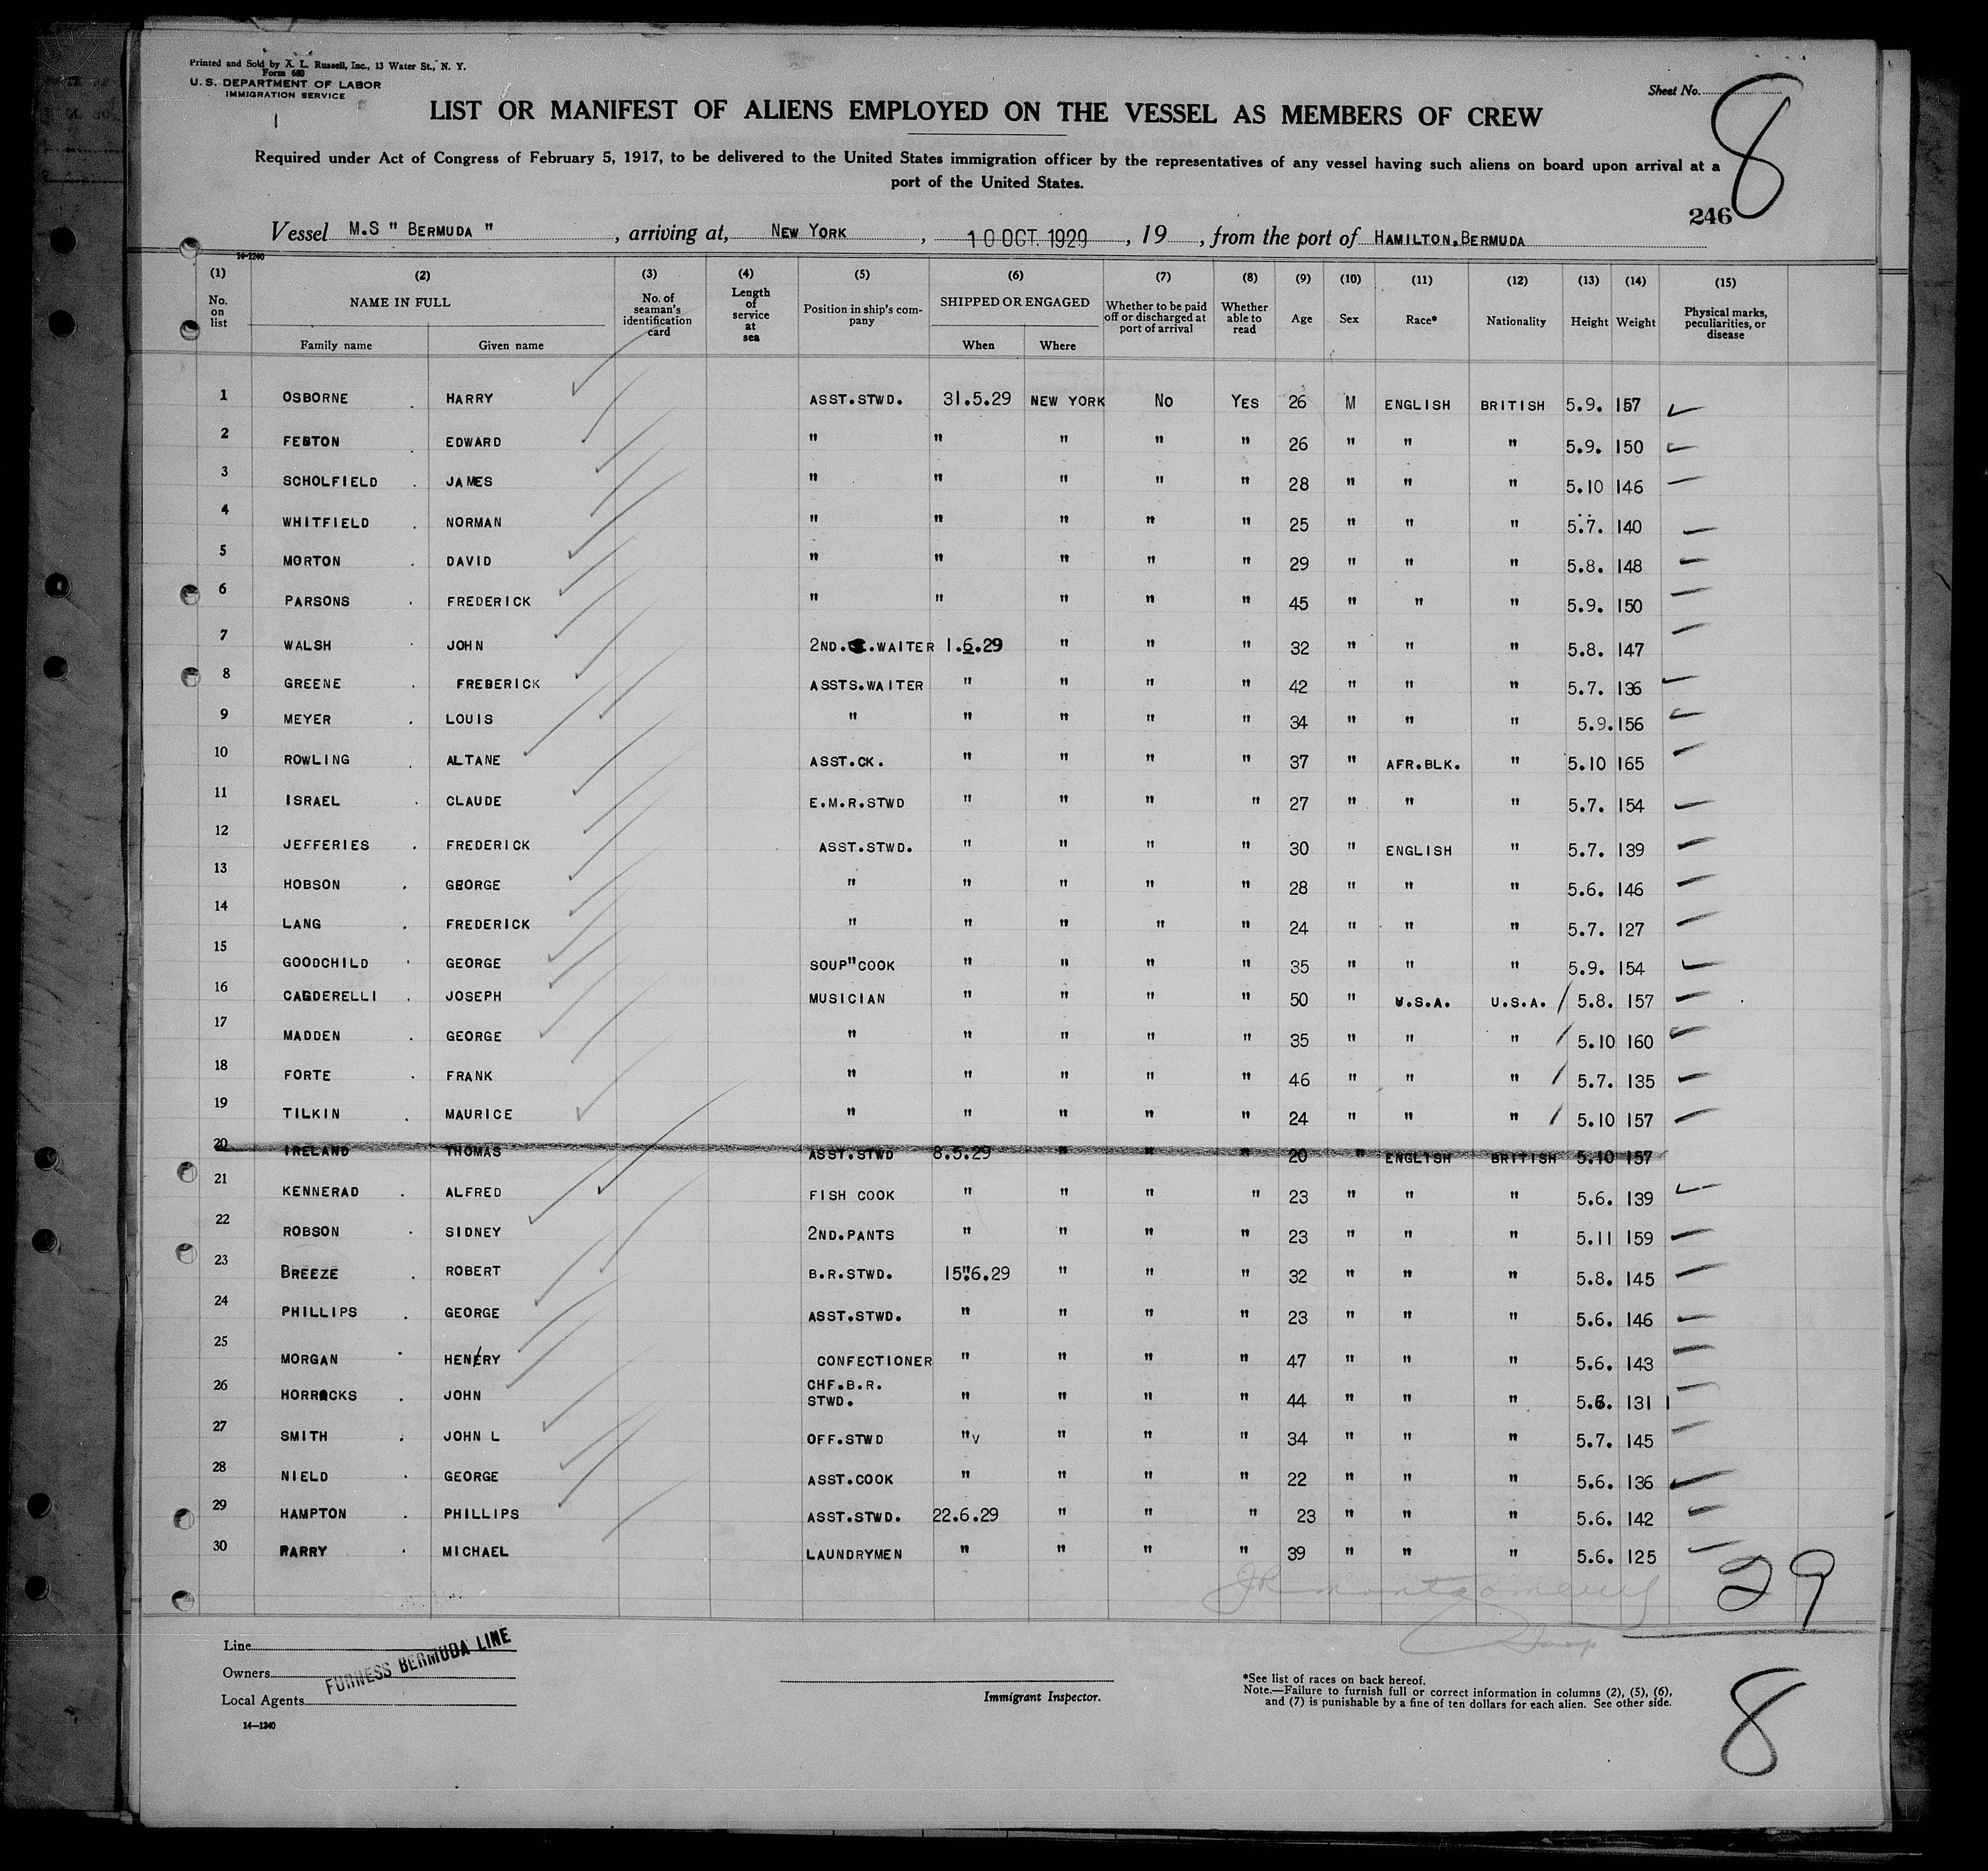 Printed and Sold by A. L. Russell, Inc., 13 Water St., N. Y.
Form 680
U. S. DEPARTMENT OF LABOR
IMMIGRATION SERVICE
Sheet No. 8
LIST OR MANIFEST OF ALIENS EMPLOYED ON THE VESSEL AS MEMBERS OF CREW
Required under Act of Congress of February 5, 1917, to be delivered to the United States immigration officer by the representatives of any vessel having such aliens on board upon arrival at a
port of the United States.
246
Vessel M.S " BERMUDA " , arriving at, NEW YORK , 10 OCT. 1929 , 19 , from the port of HAMILTON, BERMUDA
14-1240
(1) (2) (3) (4) (5) (6) (7) (8) (9) (10) (11) (12) (13) (14) (15)
No. on list NAME IN FULL Family name Given name No. of seaman's identification card Length of service at sea Position in ship's company SHIPPED OR ENGAGED When Where Whether to be paid off or discharged at port of arrival Whether able to read Age Sex Race* Nationality Height Weight Physical marks, peculiarities, or disease
1 OSBORNE HARRY ASST.STWD. 31.5.29 NEW YORK NO YES 26 M ENGLISH BRITISH 5.9. 157
2 EDWARD " " " " " 26 " " " 5.9. 150
3 SCHOLFIELD . JAMES " " " " " 28 " " " 5.10 146
4 WHITFIELD . NORMAN " " " " " 25 " " " 5.7. 140
5 MORTON . DAVID " " " " " 29 " " " 5.8. 148
6 PARSONS . FREDERICK " " " " " 45 " " " 5.9. 150
7 WALSH . JOHN 2ND. .WAITER 1.6.29 " " " 32 " " " 5.8. 147
8 GREENE . FREDERICK ASSTS.WAITER " " " " 42 " " " 5.7. 136
9 MEYER . LOUIS " " " " " 34 " " " 5.9. 156
10 ROWLING . ALTANE ASST.CK. " " " " 37 " AFR.BLK. " 5.10 165
11 ISRAEL . CLAUDE E.M.R.STWD " " " " 27 " " " 5.7. 154
12 JEFFERIES . FREDERICK ASST.STWD. " " " " 30 " ENGLISH " 5.7. 139
13 HOBSON . GEORGE " " " " " 28 " " " 5.6. 146
14 LANG . FREDERICK " " " " " 24 " " " 5.7. 127
15 GOODCHILD . GEORGE SOUP"COOK " " " " 35 " " " 5.9. 154
16 CAGDERELLI . JOSEPH MUSICIAN " " " " 50 " U.S.A. U.S.A. 5.8. 157
17 MADDEN . GEORGE " " " " " 35 " " " 5.10 160
18 FORTE . FRANK " " " " " 46 " " " 5.7. 135
19 TILKIN . MAURICE " " " " " 24 " " " 5.10 157
20 IRELAND THOMAS ASST.STWD 8.5.29 " " " 20 " ENGLISH BRITISH 5.10 157
21 KENNERAD . ALFRED FISH COOK " " " " 23 " " " 5.6. 139
22 ROBSON . SIDNEY 2ND.PANTS " " " " 23 " " " 5.11 159
23 BREEZE . ROBERT B.R.STWD. 15".6.29 " " " 32 " " " 5.8. 145
24 PHILLIPS . GEORGE ASST.STWD. " " " " 23 " " " 5.6. 146
25 MORGAN . HENERY CONFECTIONER " " " " 47 " " " 5.6. 143
26 HORROCKS . JOHN CHF.B.R. STWD. " " " " 44 " " " 5.6. 131
27 SMITH . JOHN L OFF.STWD "v " " " 34 " " " 5.7. 145
28 NIELD . GEORGE ASST.COOK " " " " 22 " " " 5.6. 136
29 HAMPTON . PHILLIPS ASST.STWD. 22.6.29 " " " 23 " " " 5.6. 142
30 PARRY . MICHAEL LAUNDRYMEN " " " " 39 " " " 5.6. 125
29
JR Montgomery
Line
FURNESS BERMUDA LINE
Owners
Local Agents
14—1240
Immigrant Inspector.
*See list of races on back hereof.
Note.—Failure to furnish full or correct information in columns (2), (5), (6),
and (7) is punishable by a fine of ten dollars for each alien. See other side.
8